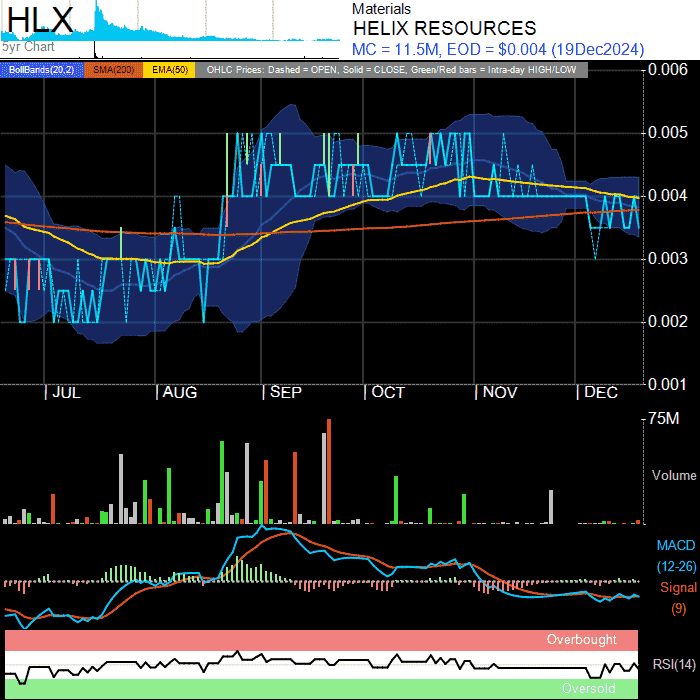 HLX
5yr Chart
Materials
HELIX RESOURCES
MC = 11.5M, EOD = $0.004 (19Dec2024)
BollBands(20,2) SMA(200) EMA(50) OHLC Prices: Dashed = OPEN, Solid = CLOSE, Green/Red bars = Intra-day HIGH/LOW
0.006
0.005
0.004
0.003
0.002
0.001
| JUL | AUG | SEP | OCT | NOV | DEC
75M
Volume
MACD
(12-26)
Signal
(9)
Overbought
RSI(14)
Oversold